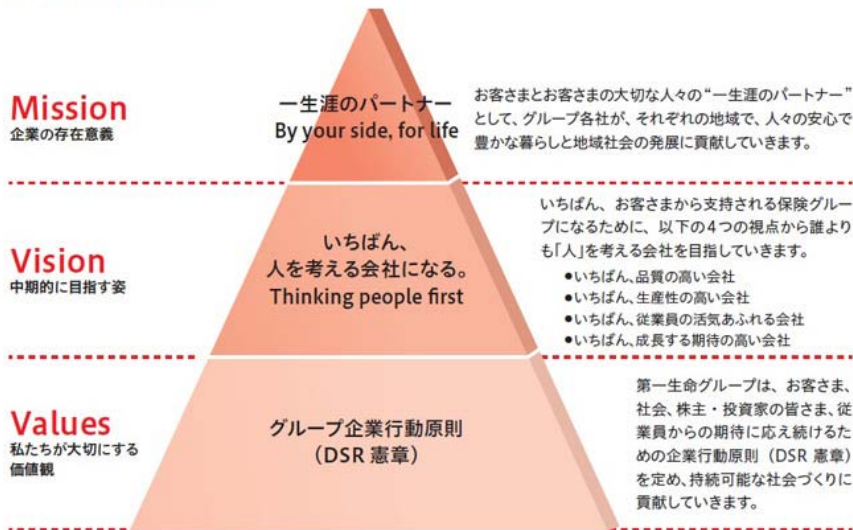 Mission
企業の存在意義
一生涯のパートナー
By your side, for life
お客さまとお客さまの大切な人々の“一生涯のパートナー”
として、グループ各社が、それぞれの地域で、人々の安心で
豊かな暮らしと地域社会の発展に貢献していきます。
Vision
中期的に目指す姿
いちばん、
人を考える会社になる。
Thinking people first
いちばん、お客さまから支持される保険グルー
プになるために、以下の4つの視点から誰より
も「人」を考える会社を目指していきます。
●いちばん、品質の高い会社
●いちばん、生産性の高い会社
●いちばん、従業員の活気あふれる会社
●いちばん、成長する期待の高い会社
Values
私たちが大切にする
価値観
グループ企業行動原則
（DSR 憲章）
第一生命グループは、お客さま、
社会、株主・投資家の皆さま、従
業員からの期待に応え続けるた
めの企業行動原則（DSR 憲章）
を定め、持続可能な社会づくりに
貢献していきます。